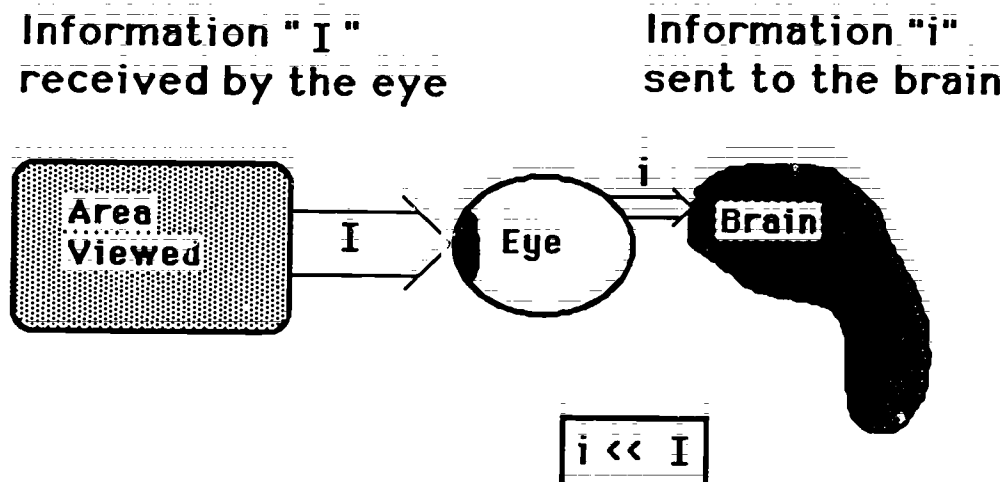 Information "I"
received by the eye
Information "i"
sent to the brain
Area
Viewed
I
Eye
i
Brain
i << I